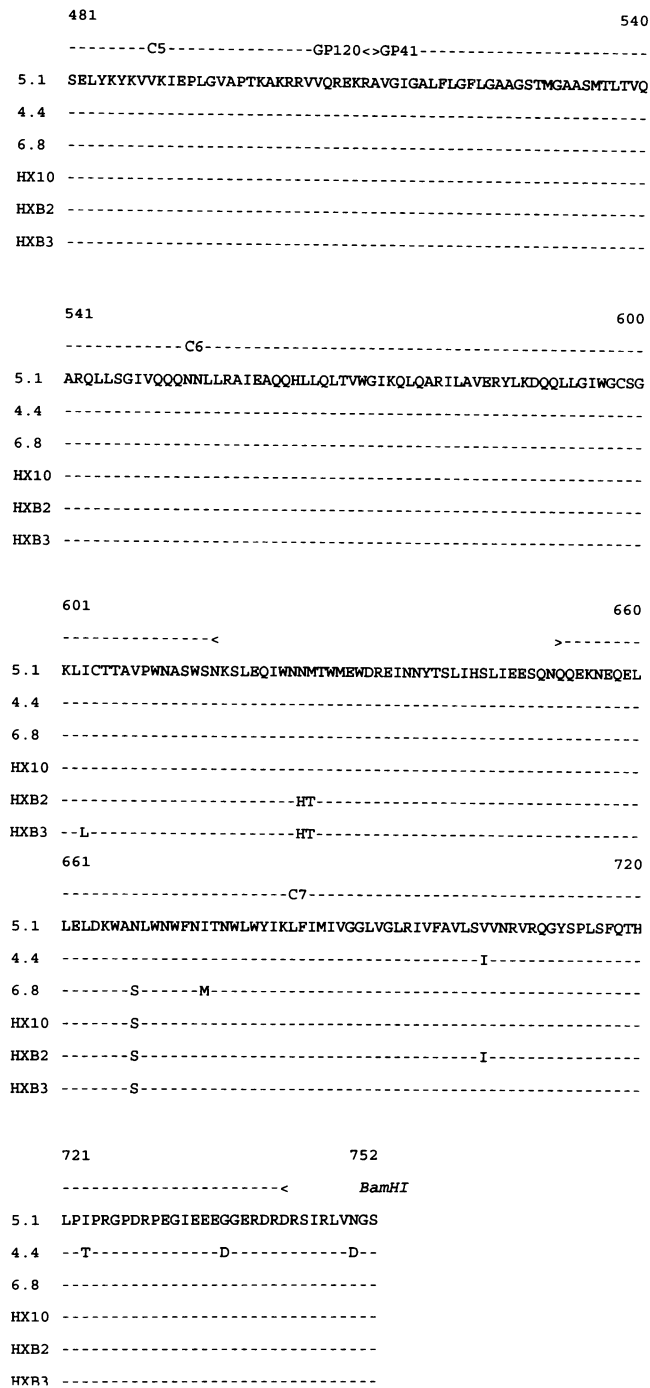 481 540
--------C5---------------GP120<>GP41------------------------
5.1 SELYKYKVVKIEPLGVAPTKAKRRVVQREKRAVGIGALFLGFLGAAGSTMGAASMTLTVQ
4.4 ------------------------------------------------------------
6.8 ------------------------------------------------------------
HX10 ------------------------------------------------------------
HXB2 ------------------------------------------------------------
HXB3 ------------------------------------------------------------
541 600
-------------C6---------------------------------------------
5.1 ARQLLSGIVQQQNNLLRAIEAQQHLLQLTVWGIKQLQARILAVERYLKDQQLLGIWGCSG
4.4 ------------------------------------------------------------
6.8 ------------------------------------------------------------
HX10 ------------------------------------------------------------
HXB2 ------------------------------------------------------------
HXB3 ------------------------------------------------------------
601 660
---------------< >--------
5.1 KLICTTAVPWNASWSNKSLEQIWNNMTWMEWDREINNYTSLIHSLIEESQNQQEKNEQEL
4.4 ------------------------------------------------------------
6.8 ------------------------------------------------------------
HX10 ------------------------------------------------------------
HXB2 ------------------------HT----------------------------------
HXB3 --L---------------------HT----------------------------------
661 720
-----------------------C7-----------------------------------
5.1 LELDKWANLWNWFNITNWLWYIKLFIMIVGGLVGLRIVFAVLSVVNRVRQGYSPLSFQTH
4.4 -------------------------------------------I----------------
6.8 -------S------M---------------------------------------------
HX10 -------S----------------------------------------------------
HXB2 -------S-----------------------------------I----------------
HXB3 -------S----------------------------------------------------
721 752
-----------------------< BamHI
5.1 LPIPRGPDRPEGIEEEGGERDRDRSIRLVNGS
4.4 --T-------------D------------D--
6.8 --------------------------------
HX10 --------------------------------
HXB2 --------------------------------
HXB3 --------------------------------